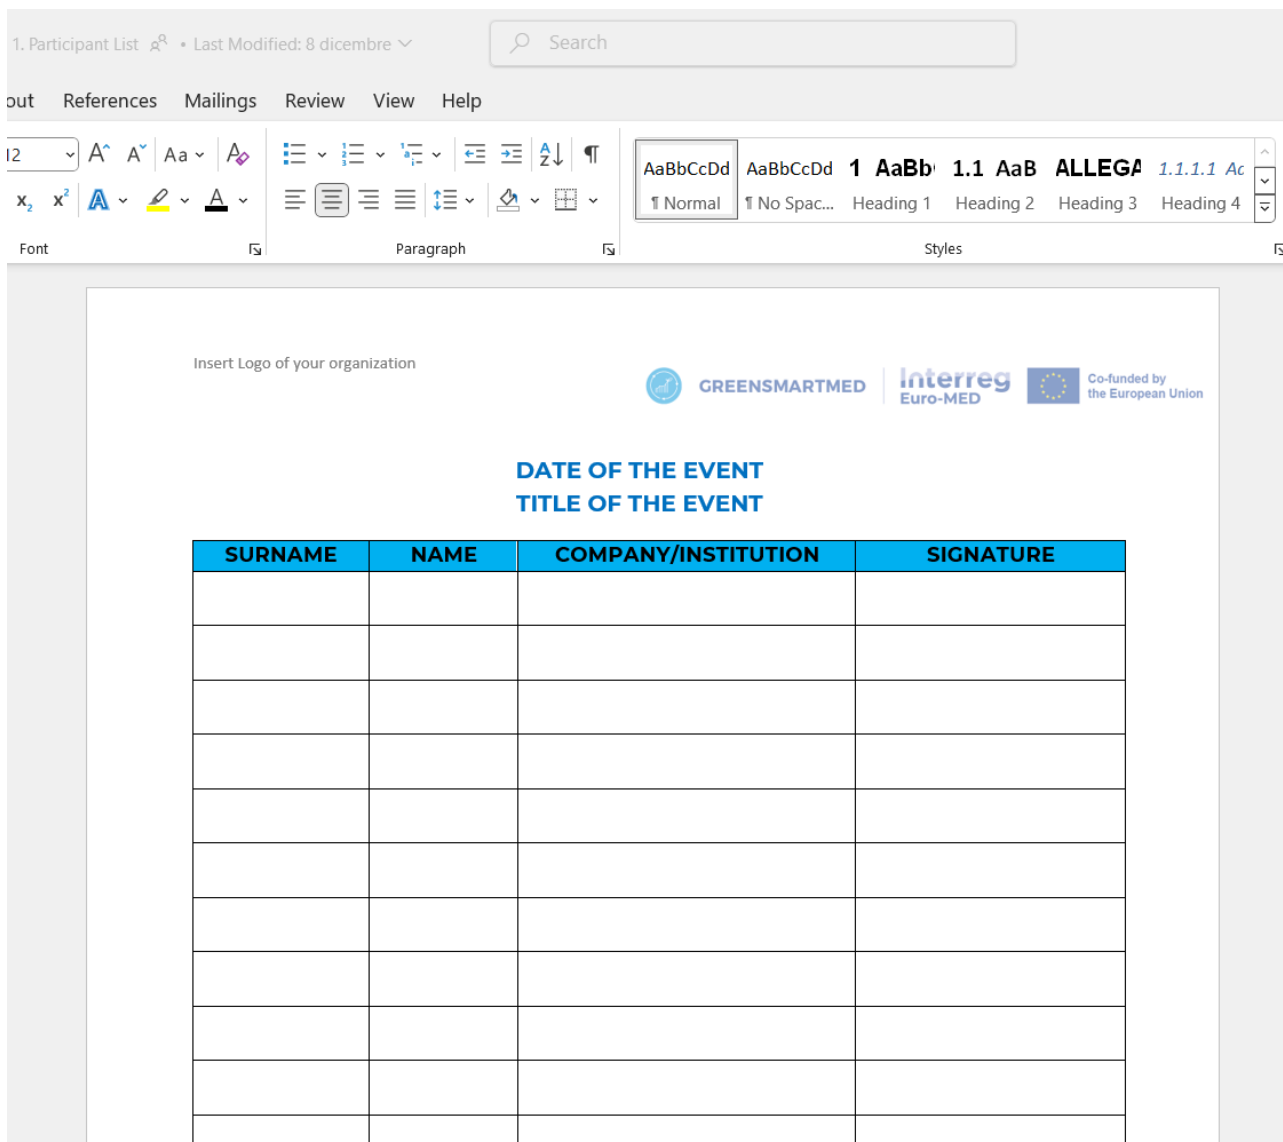 1. Participant List • Last Modified: 8 dicembre
Search
out References Mailings Review View Help
12 Aa
AaBbCcDd AaBbCcDd 1 AaBb 1.1 AaB ALLEGA 1.1.1.1 Ac
¶ Normal ¶ No Spac... Heading 1 Heading 2 Heading 3 Heading 4
Font Paragraph Styles
Insert Logo of your organization
GREENSMARTMED
Interreg
Euro-MED
Co-funded by
the European Union
DATE OF THE EVENT
TITLE OF THE EVENT
SURNAME NAME COMPANY/INSTITUTION SIGNATURE